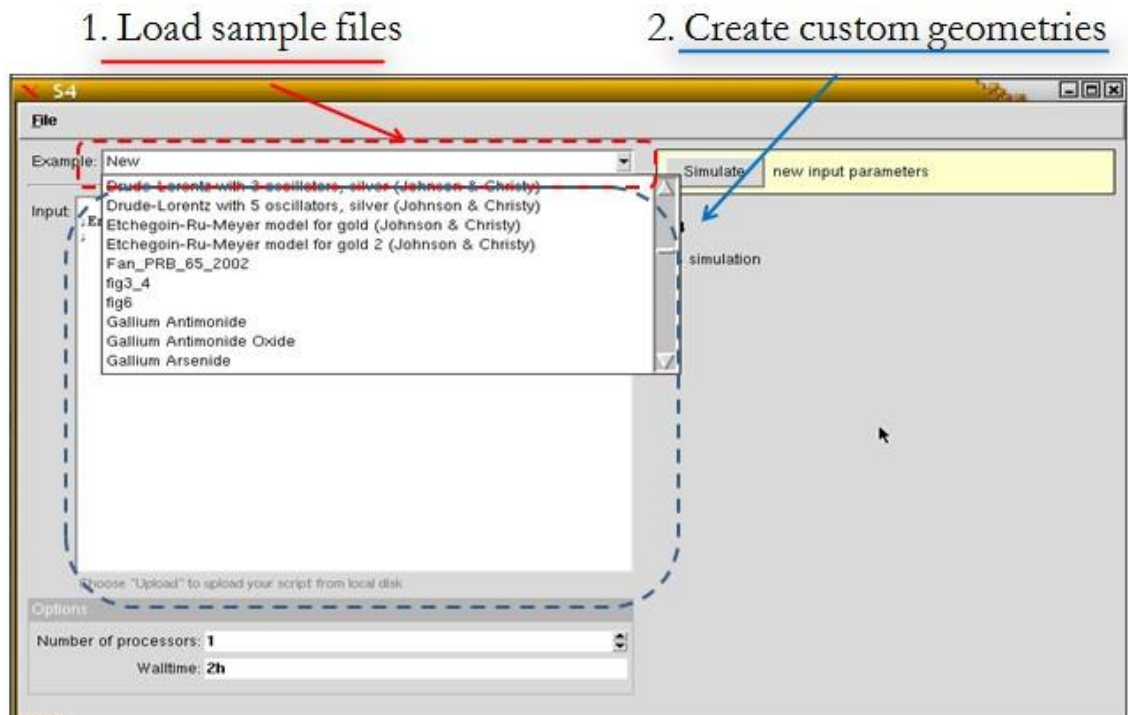 1. Load sample files
2. Create custom geometries
S4
File
Example: New
Simulate new input parameters
Drude-Lorentz with 3 oscillators, silver (Johnson & Christy)
Drude-Lorentz with 5 oscillators, silver (Johnson & Christy)
Input
Etchegoin-Ru-Meyer model for gold (Johnson & Christy)
Etchegoin-Ru-Meyer model for gold 2 (Johnson & Christy)
Fan_PRB_65_2002
simulation
fig3_4
fig6
Gallium Antimonide
Gallium Antimonide Oxide
Gallium Arsenide
Choose "Upload" to upload your script from local disk
Options
Number of processors: 1
Walltime: 2h